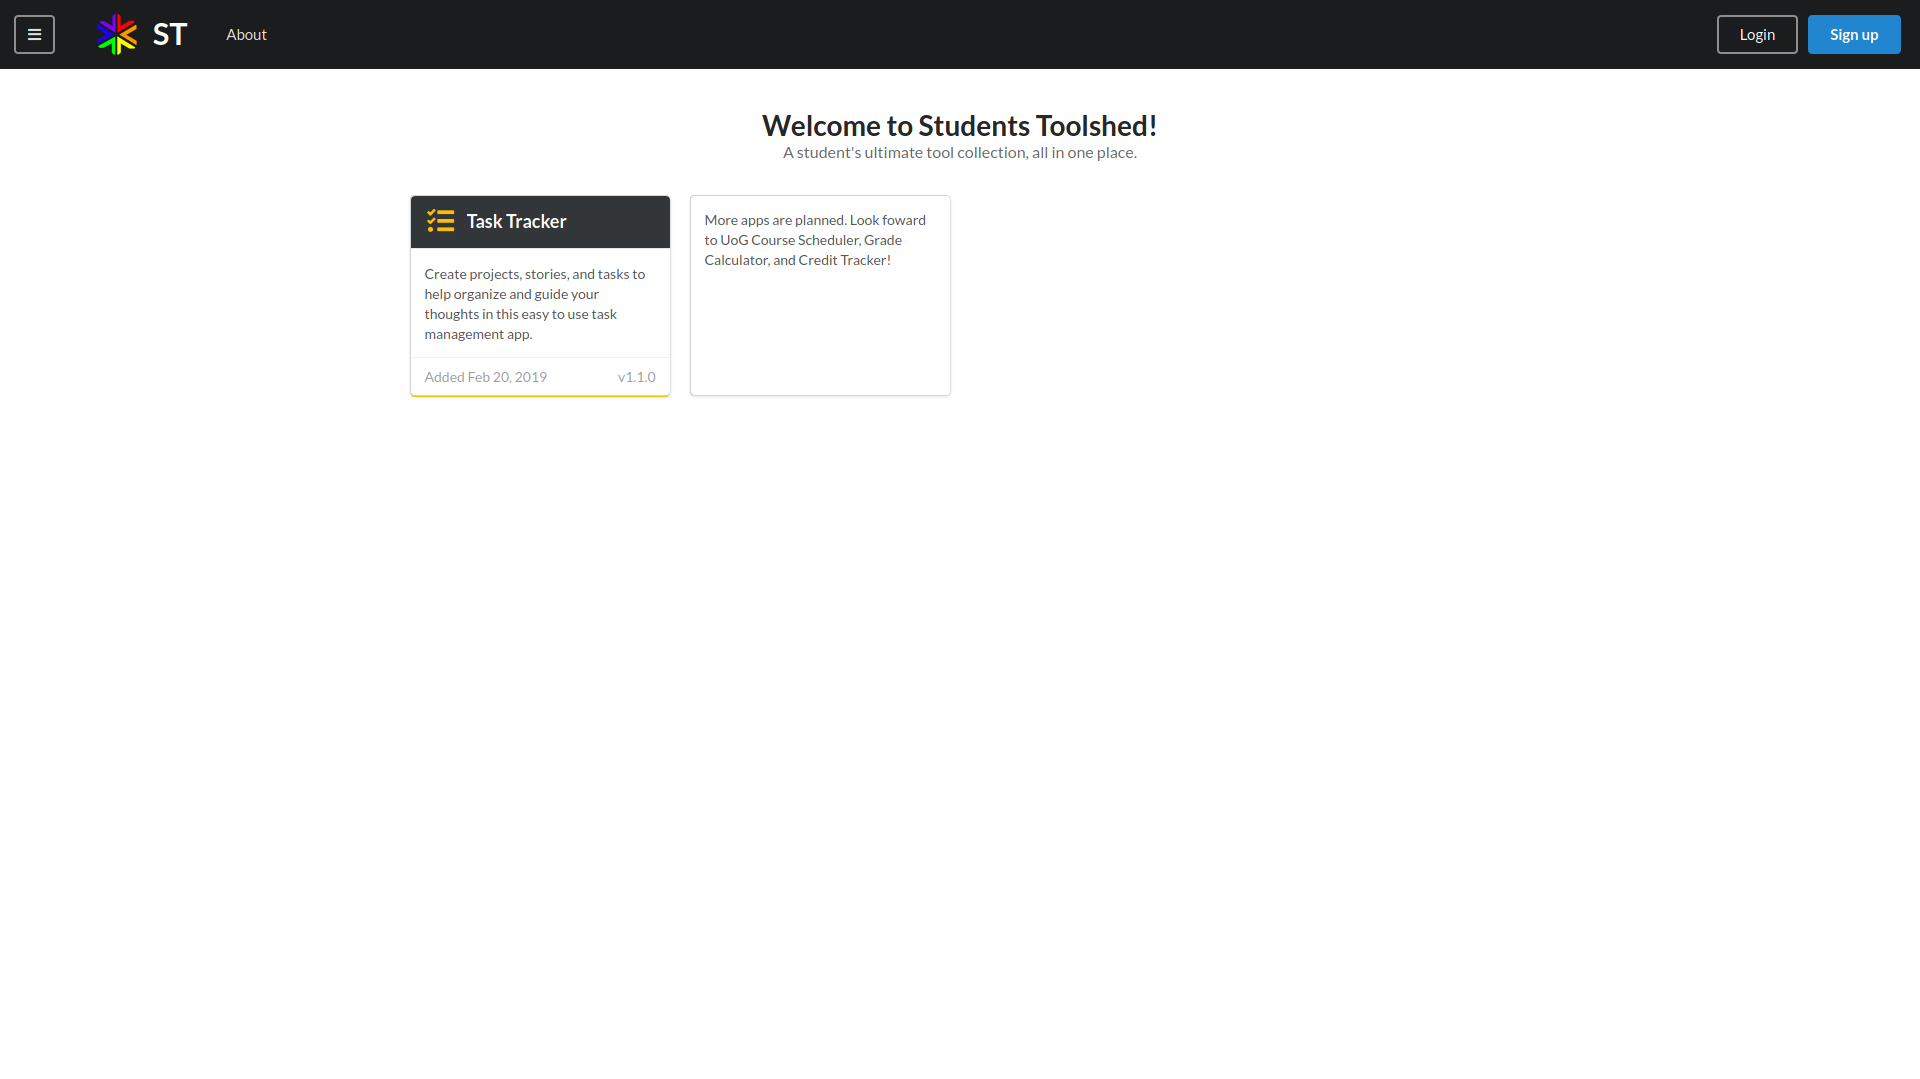 ST
About
Login
Sign up
Welcome to Students Toolshed!
A student's ultimate tool collection, all in one place.
Task Tracker
Create projects, stories, and tasks to
help organize and guide your
thoughts in this easy to use task
management app.
Added Feb 20, 2019
v1.1.0
More apps are planned. Look foward
to UoG Course Scheduler, Grade
Calculator, and Credit Tracker!